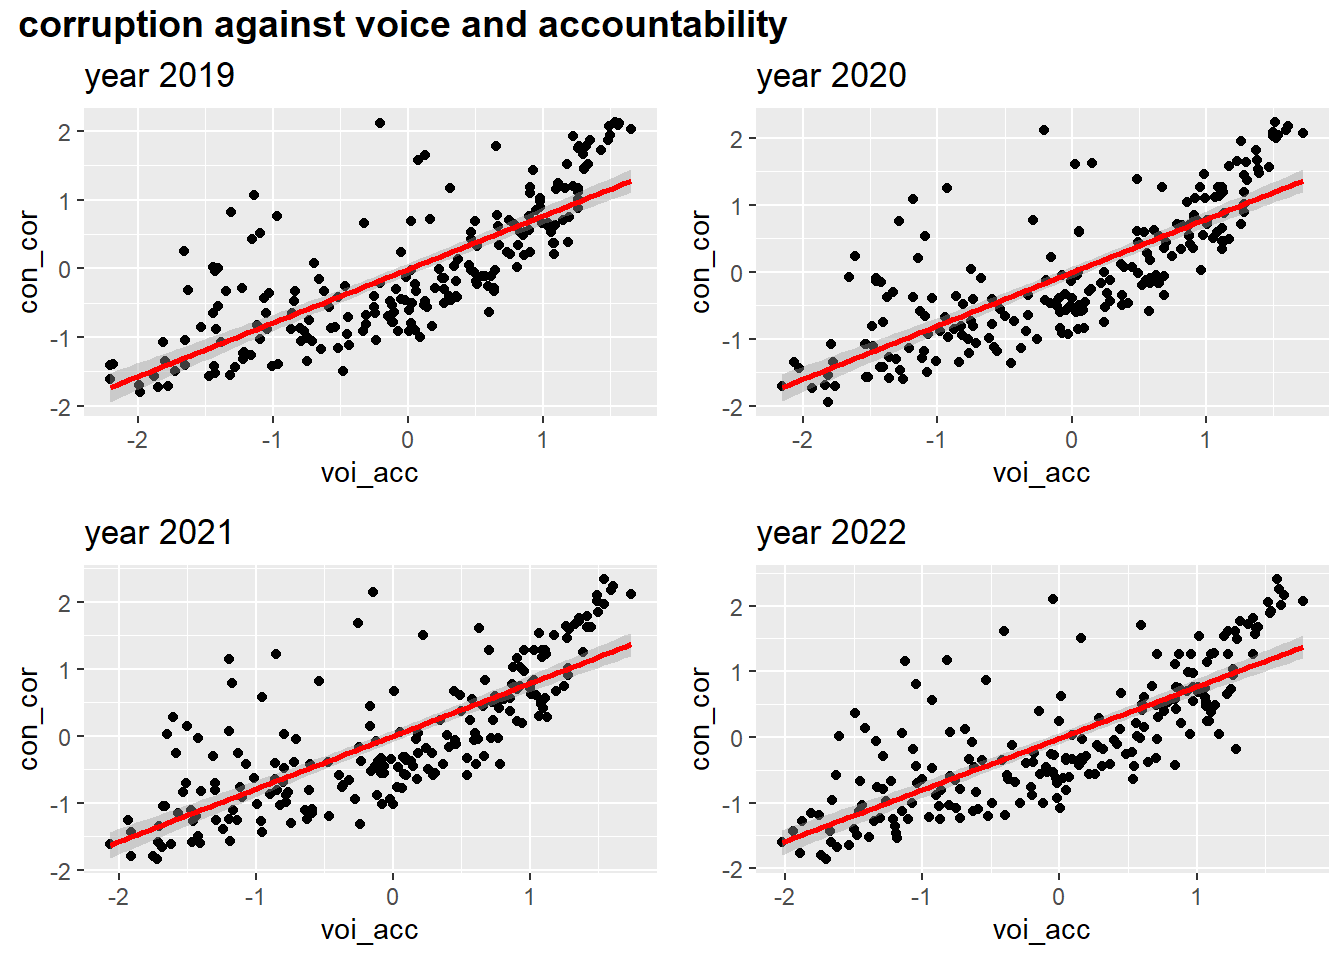 corruption against voice and accountability
year 2019
2
1
0
-1
-2
con_cor
-2 -1 0 1
voi_acc
year 2020
2
1
0
-1
-2
con_cor
-2 -1 0 1
voi_acc
year 2021
2
1
0
-1
-2
con_cor
-2 -1 0 1
voi_acc
year 2022
2
1
0
-1
-2
con_cor
-2 -1 0 1
voi_acc